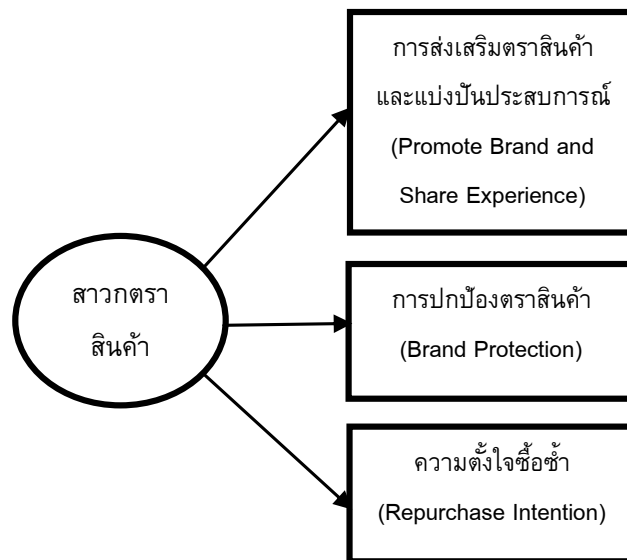 การส่งเสริมตราสินค้า
และแบ่งปันประสบการณ์
(Promote Brand and
Share Experience)
สาวกตรา
สินค้า
การปกป้องตราสินค้า
(Brand Protection)
ความตั้งใจซื้อซ้ำ
(Repurchase Intention)